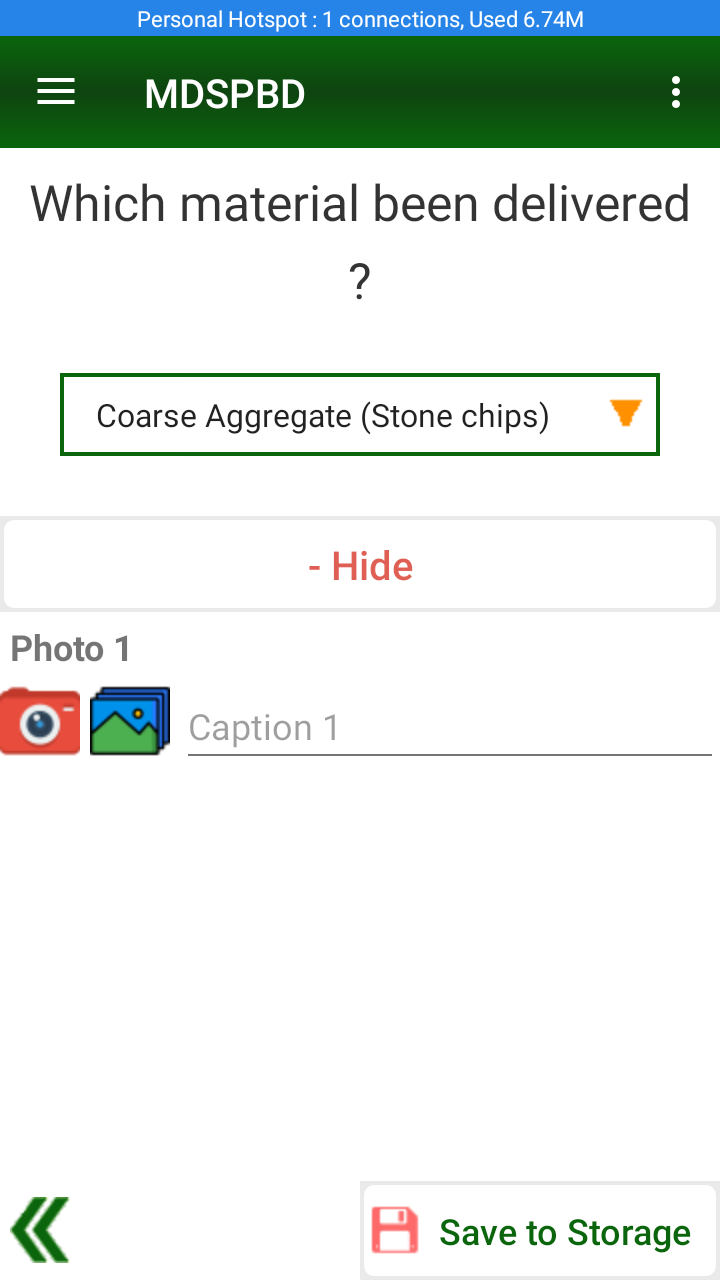 Personal Hotspot : 1 connections, Used 6.74M
MDSPBD
Which material been delivered
?
Coarse Aggregate (Stone chips)
- Hide
Photo 1
Caption 1
Save to Storage